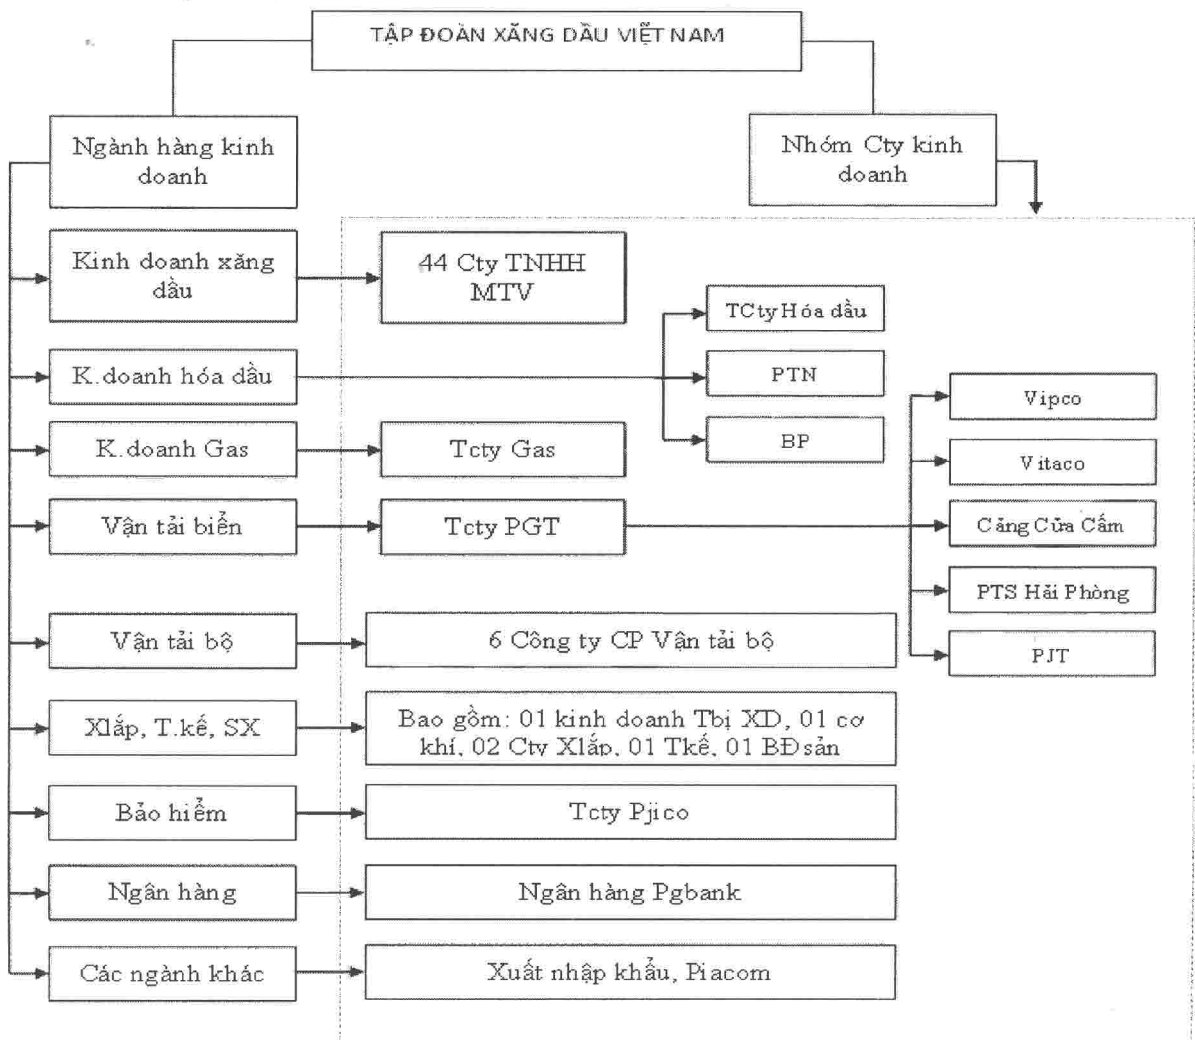 TẬP ĐOÀN XĂNG DẦU VIỆT NAM
Ngành hàng kinh
doanh
Nhóm Cty kinh
doanh
Kinh doanh xăng
dầu
44 Cty TNHH
MTV
TCty Hóa dầu
K.doanh hóa dầu
PTN
BP
K.doanh Gas
Tcty Gas
Vận tải biển
Tcty PGT
Vipco
Vitaco
Cảng Cửa Cấm
PTS Hải Phòng
PJT
Vận tải bộ
6 Công ty CP Vận tải bộ
Xlắp, T.kế, SX
Bao gồm: 01 kinh doanh Tbị XD, 01 cơ
khí, 02 Cty Xlắp, 01 Tkế, 01 BĐsản
Bảo hiểm
Tcty Pjico
Ngân hàng
Ngân hàng Pgbank
Các ngành khác
Xuất nhập khẩu, Piacom